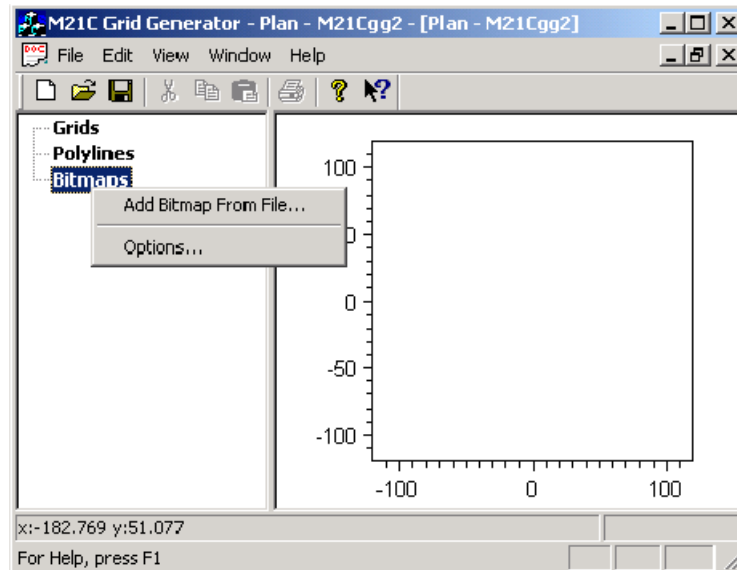 M21C Grid Generator - Plan - M21Cgg2 - [Plan - M21Cgg2]
DOC
File Edit View Window Help
Grids
Polylines
Bitmaps
Add Bitmap From File...
Options...
100
0
-50
-100
-100 0 100
x:-182.769 y:51.077
For Help, press F1